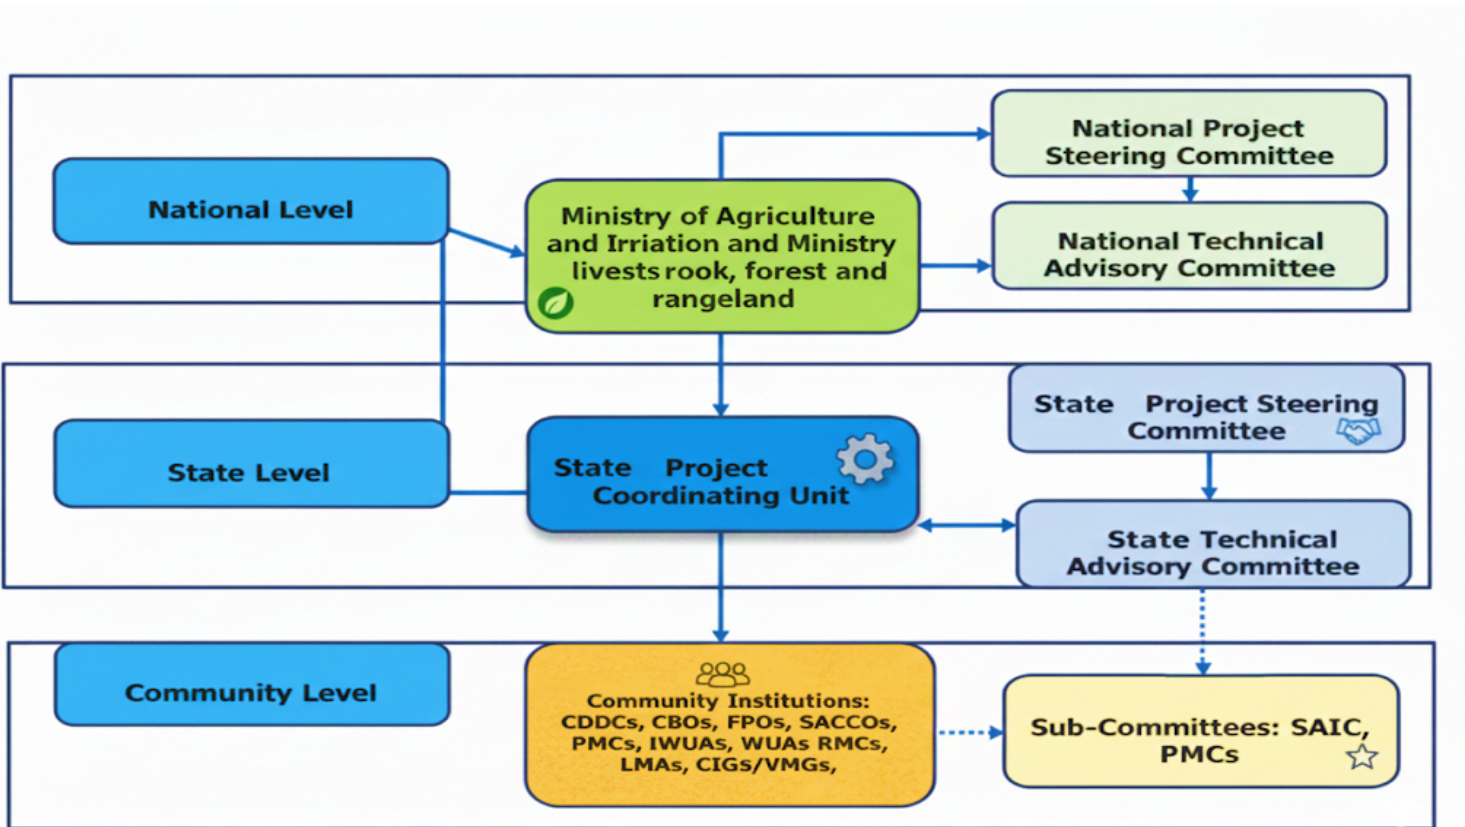 National Project
Steering Committee
National Level
Ministry of Agriculture
and Irriation and Ministry
livests rook, forest and
rangeland
National Technical
Advisory Committee
State Project Steering
Committee
State Level
State Project
Coordinating Unit
State Technical
Advisory Committee
Community Level
Community Institutions:
CDDCs, CBOs, FPOs, SACCOs,
PMCs, IWUAs, WUAs RMCs,
LMAs, CIGs/VMGs,
Sub-Committees: SAIC,
PMCs